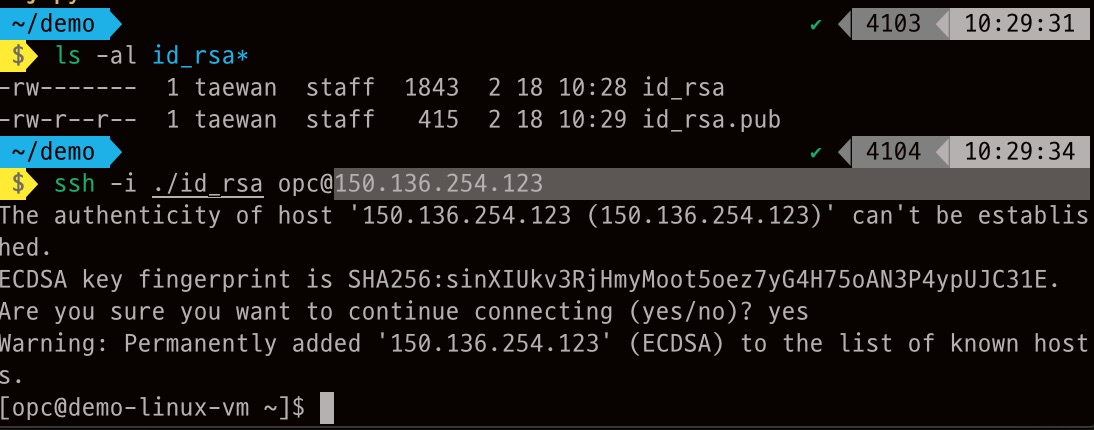 ~/demo ✔ 4103 10:29:31
$ ls -al id_rsa*
-rw------- 1 taewan staff 1843 2 18 10:28 id_rsa
-rw-r--r-- 1 taewan staff 415 2 18 10:29 id_rsa.pub
~/demo ✔ 4104 10:29:34
$ ssh -i ./id_rsa opc@150.136.254.123
The authenticity of host '150.136.254.123 (150.136.254.123)' can't be establis
hed.
ECDSA key fingerprint is SHA256:sinXIUkv3RjHmyMoot5oez7yG4H75oAN3P4ypUJC31E.
Are you sure you want to continue connecting (yes/no)? yes
Warning: Permanently added '150.136.254.123' (ECDSA) to the list of known host
s.
[opc@demo-linux-vm ~]$